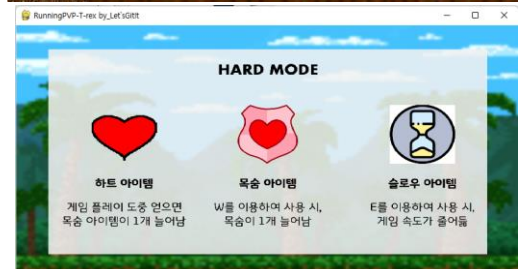 RunningPVP-T-rex by_Let'sGitIt
HARD MODE
하트 아이템
목숨 아이템
슬로우 아이템
게임 플레이 도중 얻으면
목숨 아이템이 1개 늘어남
W를 이용하여 사용 시,
목숨이 1개 늘어남
E를 이용하여 사용 시,
게임 속도가 줄어듦